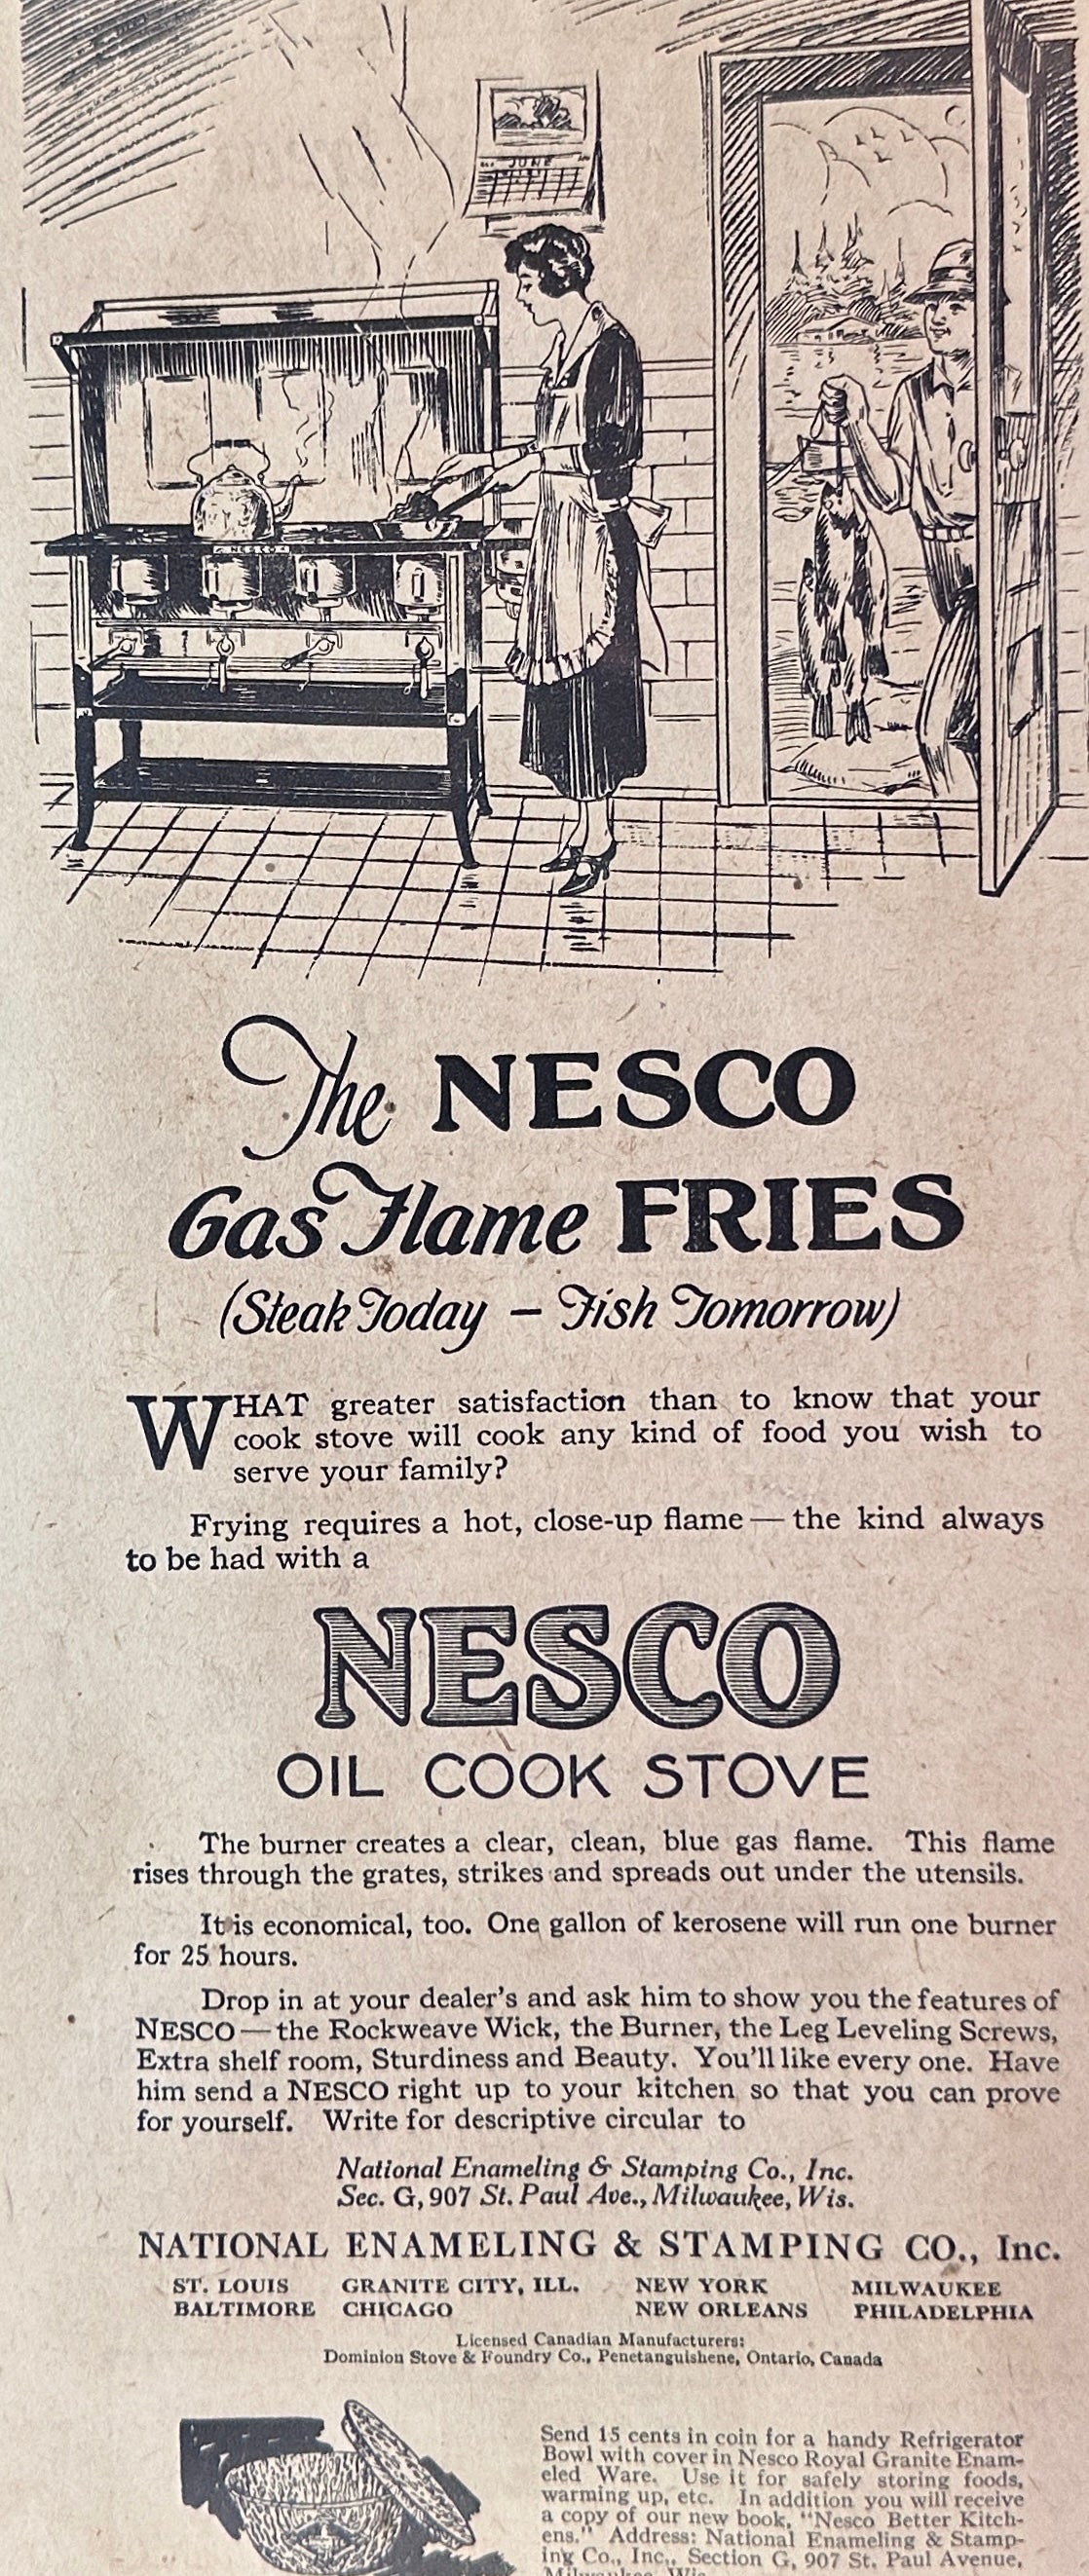 JUNE
NESCO
The NESCO
Gas Flame FRIES
(Steak Today — Fish Tomorrow)
WHAT greater satisfaction than to know that your
cook stove will cook any kind of food you wish to
serve your family?
Frying requires a hot, close-up flame — the kind always
to be had with a
NESCO
OIL COOK STOVE
The burner creates a clear, clean, blue gas flame. This flame
rises through the grates, strikes and spreads out under the utensils.
It is economical, too. One gallon of kerosene will run one burner
for 25 hours.
Drop in at your dealer's and ask him to show you the features of
NESCO — the Rockweave Wick, the Burner, the Leg Leveling Screws,
Extra shelf room, Sturdiness and Beauty. You'll like every one. Have
him send a NESCO right up to your kitchen so that you can prove
for yourself. Write for descriptive circular to
National Enameling & Stamping Co., Inc.
Sec. G, 907 St. Paul Ave., Milwaukee, Wis.
NATIONAL ENAMELING & STAMPING CO., Inc.
ST. LOUIS GRANITE CITY, ILL. NEW YORK MILWAUKEE
BALTIMORE CHICAGO NEW ORLEANS PHILADELPHIA
Licensed Canadian Manufacturers:
Dominion Stove & Foundry Co., Penetanguishene, Ontario, Canada
Send 15 cents in coin for a handy Refrigerator
Bowl with cover in Nesco Royal Granite Enam-
eled Ware. Use it for safely storing foods,
warming up, etc. In addition you will receive
a copy of our new book, "Nesco Better Kitch-
ens." Address: National Enameling & Stamp-
ing Co., Inc., Section G, 907 St. Paul Avenue,
Milwaukee, Wis.